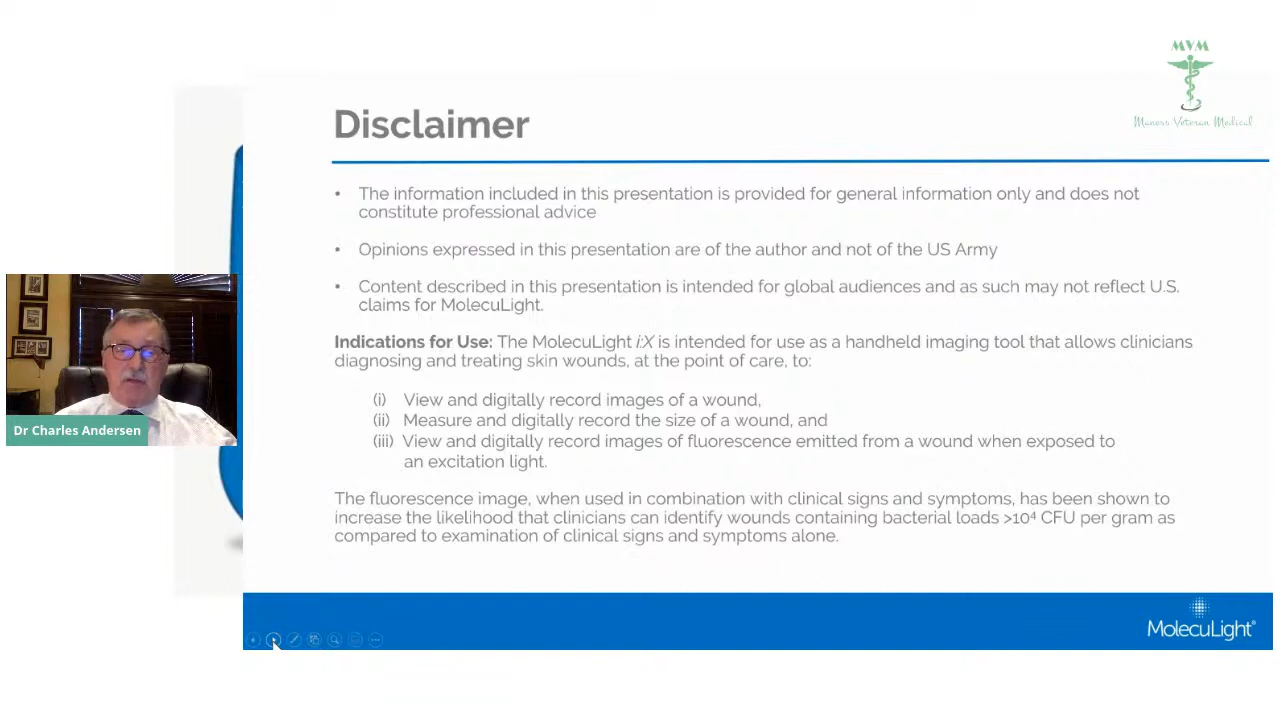 MVM
Maness Veteran Medical
Disclaimer
• The information included in this presentation is provided for general information only and does not
constitute professional advice
• Opinions expressed in this presentation are of the author and not of the US Army
• Content described in this presentation is intended for global audiences and as such may not reflect U.S.
claims for MolecuLight.
Indications for Use: The MolecuLight i:X is intended for use as a handheld imaging tool that allows clinicians
diagnosing and treating skin wounds, at the point of care, to:
(i) View and digitally record images of a wound,
(ii) Measure and digitally record the size of a wound, and
(iii) View and digitally record images of fluorescence emitted from a wound when exposed to
an excitation light.
The fluorescence image, when used in combination with clinical signs and symptoms, has been shown to
increase the likelihood that clinicians can identify wounds containing bacterial loads >10⁴ CFU per gram as
compared to examination of clinical signs and symptoms alone.
Dr Charles Andersen
MolecuLight®